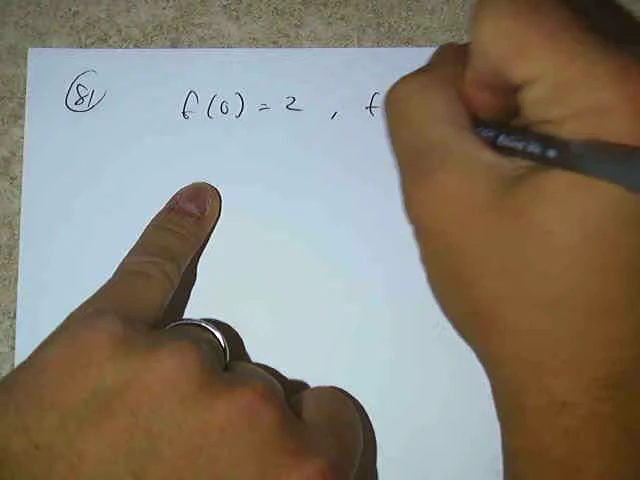 81 f(0) = 2 , f